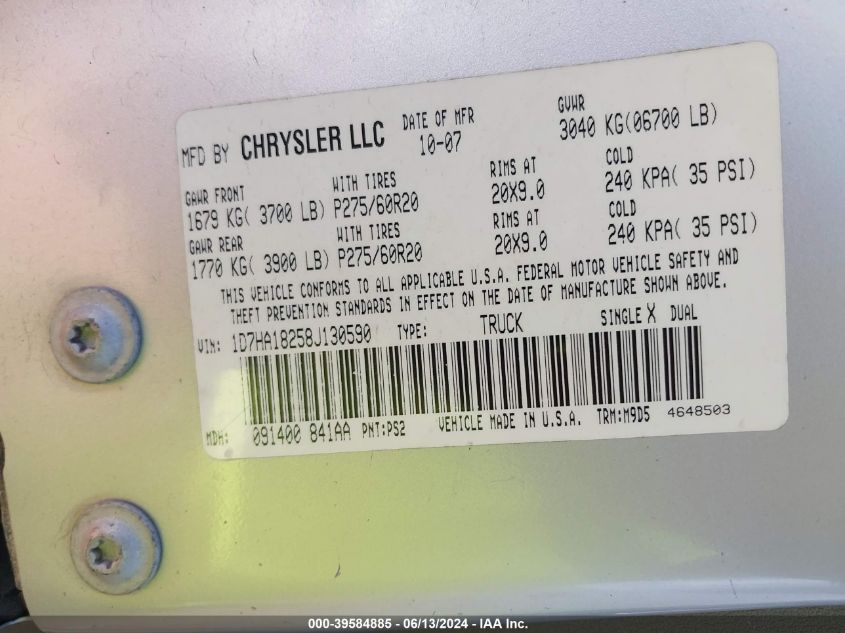 MFD BY CHRYSLER LLC DATE OF MFR 10-07 GVWR 3040 KG(06700 LB)
GAWR FRONT WITH TIRES RIMS AT COLD
1679 KG( 3700 LB) P275/60R20 20X9.0 240 KPA( 35 PSI)
GAWR REAR WITH TIRES RIMS AT COLD
1770 KG( 3900 LB) P275/60R20 20X9.0 240 KPA( 35 PSI)
THIS VEHICLE CONFORMS TO ALL APPLICABLE U.S.A. FEDERAL MOTOR VEHICLE SAFETY AND
THEFT PREVENTION STANDARDS IN EFFECT ON THE DATE OF MANUFACTURE SHOWN ABOVE.
VIN: 1D7HA18258J130590 TYPE: TRUCK SINGLE X DUAL
MDH: 091400 841AA PNT:PS2 VEHICLE MADE IN U.S.A. TRM:M9D5 4648503
000-39584885 - 06/13/2024 - IAA Inc.